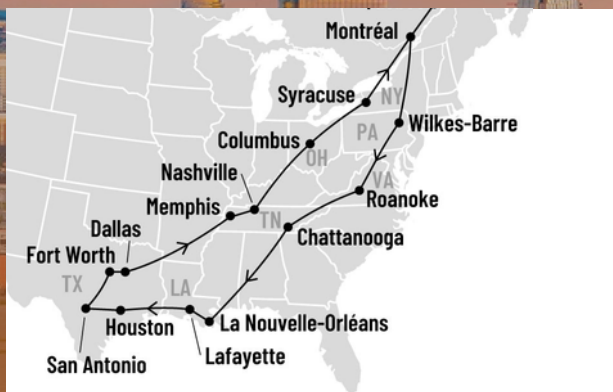 Montréal
Syracuse
NY
Wilkes-Barre
PA
Columbus
OH
Nashville
VA
Roanoke
Memphis
TN
Chattanooga
Dallas
Fort Worth
TX
LA
Houston
La Nouvelle-Orléans
Lafayette
San Antonio